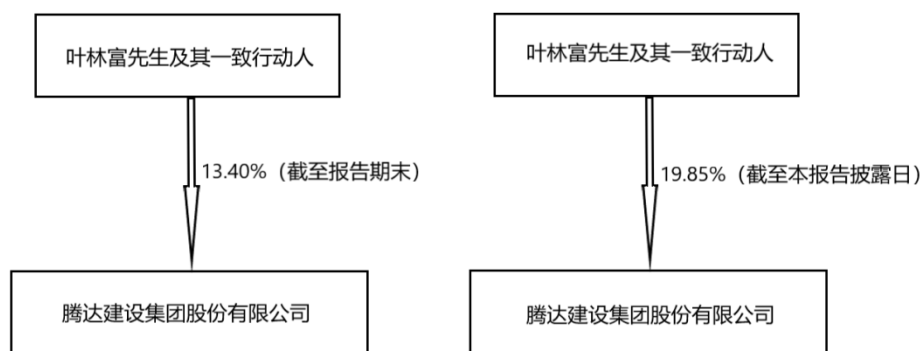 叶林富先生及其一致行动人
13.40%（截至报告期末）
腾达建设集团股份有限公司
叶林富先生及其一致行动人
19.85%（截至本报告披露日）
腾达建设集团股份有限公司